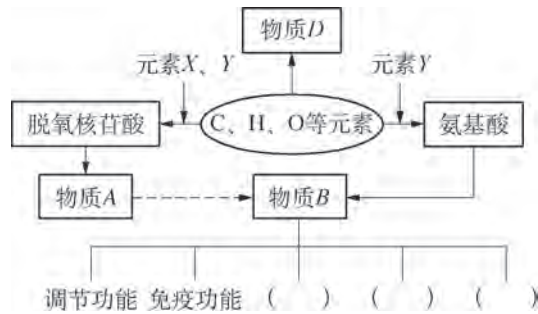 物质D
元素X、Y
元素Y
脱氧核苷酸
C、H、O等元素
氨基酸
物质A
物质B
调节功能 免疫功能 ( ) ( ) ( )